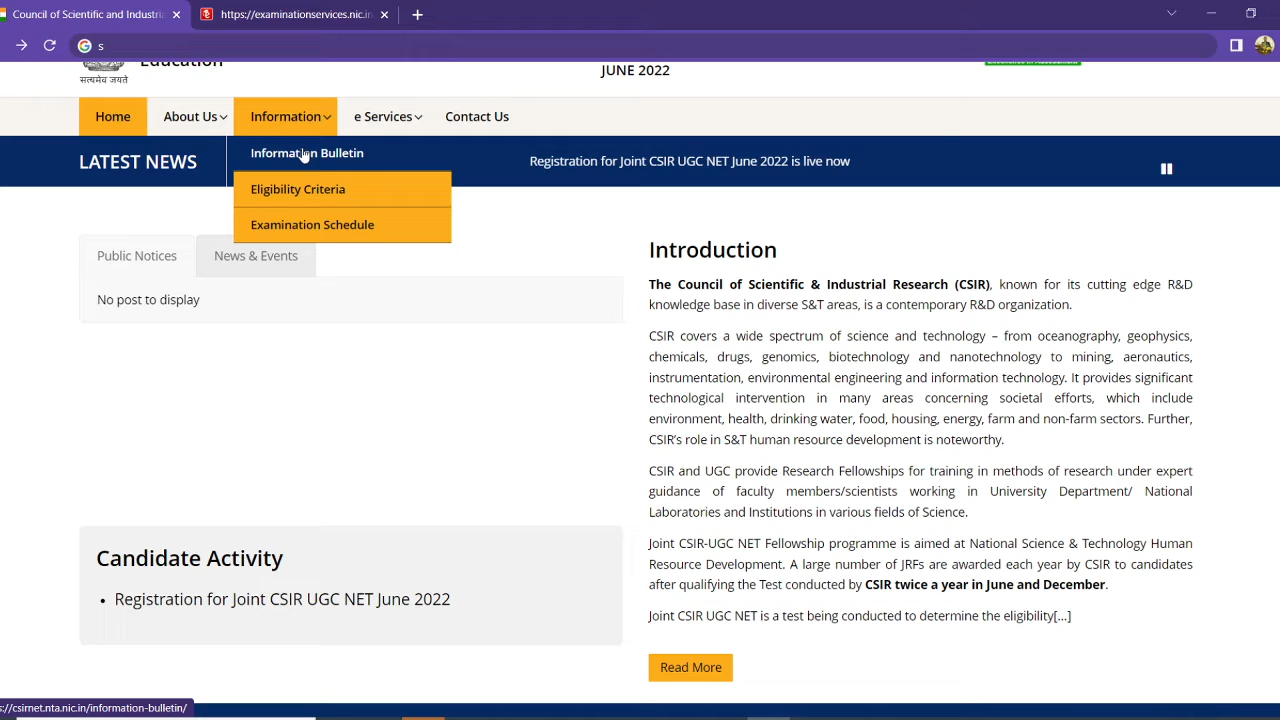 Council of Scientific and Industria
https://examinationservices.nic.in
s
Education
सत्यमेव जयते
JUNE 2022
Home
About Us
Information
e Services
Contact Us
LATEST NEWS
Information Bulletin
Registration for Joint CSIR UGC NET June 2022 is live now
Eligibility Criteria
Examination Schedule
Public Notices
News & Events
No post to display
Introduction
The Council of Scientific & Industrial Research (CSIR), known for its cutting edge R&D
knowledge base in diverse S&T areas, is a contemporary R&D organization.
CSIR covers a wide spectrum of science and technology – from oceanography, geophysics,
chemicals, drugs, genomics, biotechnology and nanotechnology to mining, aeronautics,
instrumentation, environmental engineering and information technology. It provides significant
technological intervention in many areas concerning societal efforts, which include
environment, health, drinking water, food, housing, energy, farm and non-farm sectors. Further,
CSIR's role in S&T human resource development is noteworthy.
CSIR and UGC provide Research Fellowships for training in methods of research under expert
guidance of faculty members/scientists working in University Department/ National
Laboratories and Institutions in various fields of Science.
Joint CSIR-UGC NET Fellowship programme is aimed at National Science & Technology Human
Resource Development. A large number of JRFs are awarded each year by CSIR to candidates
after qualifying the Test conducted by CSIR twice a year in June and December.
Joint CSIR UGC NET is a test being conducted to determine the eligibility[...]
Read More
Candidate Activity
• Registration for Joint CSIR UGC NET June 2022
s://csirnet.nta.nic.in/information-bulletin/